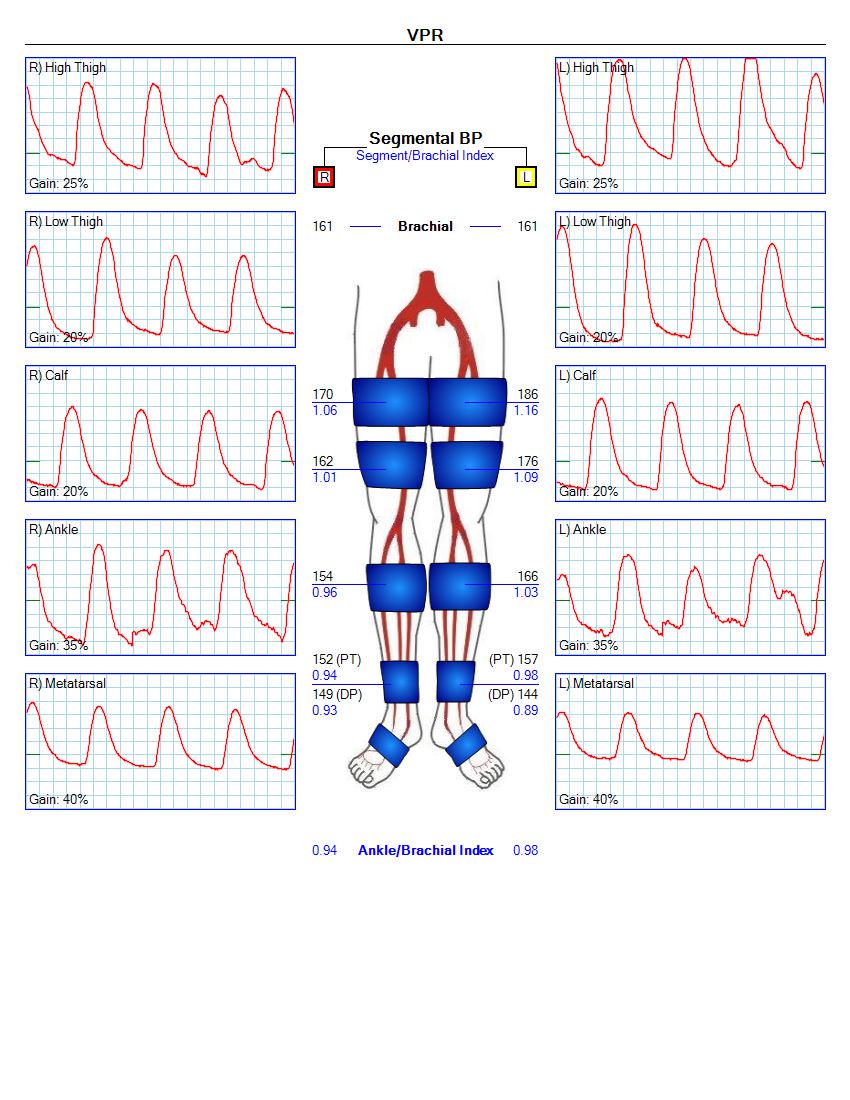 VPR
R) High Thigh
Gain: 25%
R) Low Thigh
Gain: 20%
R) Calf
Gain: 20%
R) Ankle
Gain: 35%
R) Metatarsal
Gain: 40%
Segmental BP
Segment/Brachial Index
R L
161 Brachial 161
170 186
1.06 1.16
162 176
1.01 1.09
154 166
0.96 1.03
152 (PT) (PT) 157
0.94 0.98
149 (DP) (DP) 144
0.93 0.89
0.94 Ankle/Brachial Index 0.98
L) High Thigh
Gain: 25%
L) Low Thigh
Gain: 20%
L) Calf
Gain: 20%
L) Ankle
Gain: 35%
L) Metatarsal
Gain: 40%